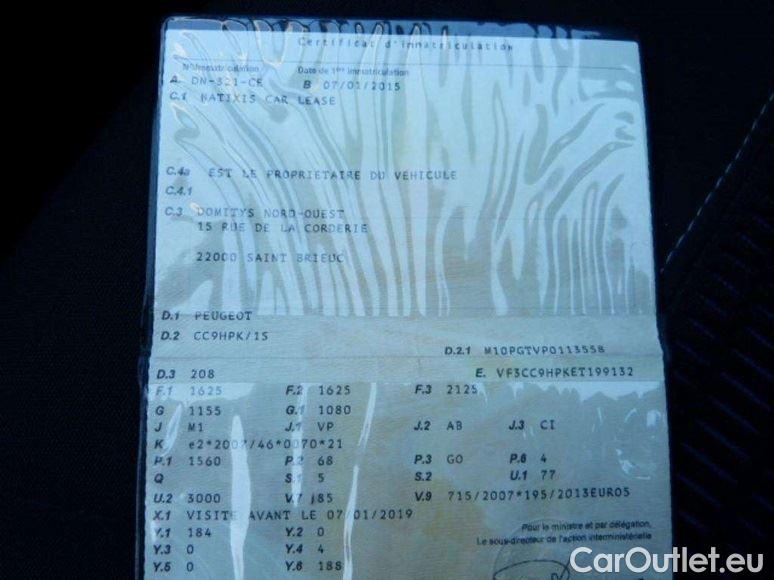 Certificat d'immatriculation
N°d'immatriculation Date de 1ère immatriculation
A. DN-321-CE B 07/01/2015
C.1 NATIXIS CAR LEASE
C.4a EST LE PROPRIETAIRE DU VÉHICULE
C.4.1
C.3 DOMITYS NORD-OUEST
15 RUE DE LA CORDERIE
22000 SAINT BRIEUC
D.1 PEUGEOT
D.2 CC9HPK/1S
D.2.1 M10PGTVP0113558
D.3 208 E. VF3CC9HPKET199132
F.1 1625 F.2 1625 F.3 2125
G 1155 G.1 1080
J M1 J.1 VP J.2 AB J.3 CI
K e2*2007/46*0070*21
P.1 1560 P.2 68 P.3 GO P.6 4
Q S.1 5 S.2 U.1 77
U.2 3000 V.7 85 V.9 715/2007*195/2013EURO5
X.1 VISITE AVANT LE 07/01/2019
Y.1 184 Y.2 0
Y.3 0 Y.4 4
Y.5 0 Y.6 188
Pour le ministre et par délégation,
Le sous-directeur de l'action interministérielle
CarOutlet.eu